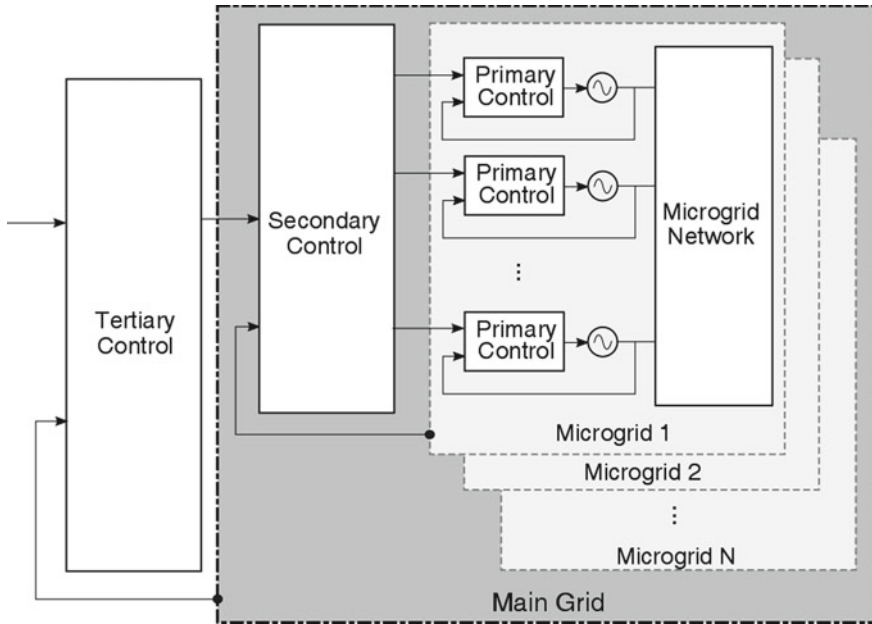 Primary
Control
Primary
Control
Secondary
Control
Microgrid
Network
Tertiary
Control
Primary
Control
Microgrid 1
Microgrid 2
Microgrid N
Main Grid